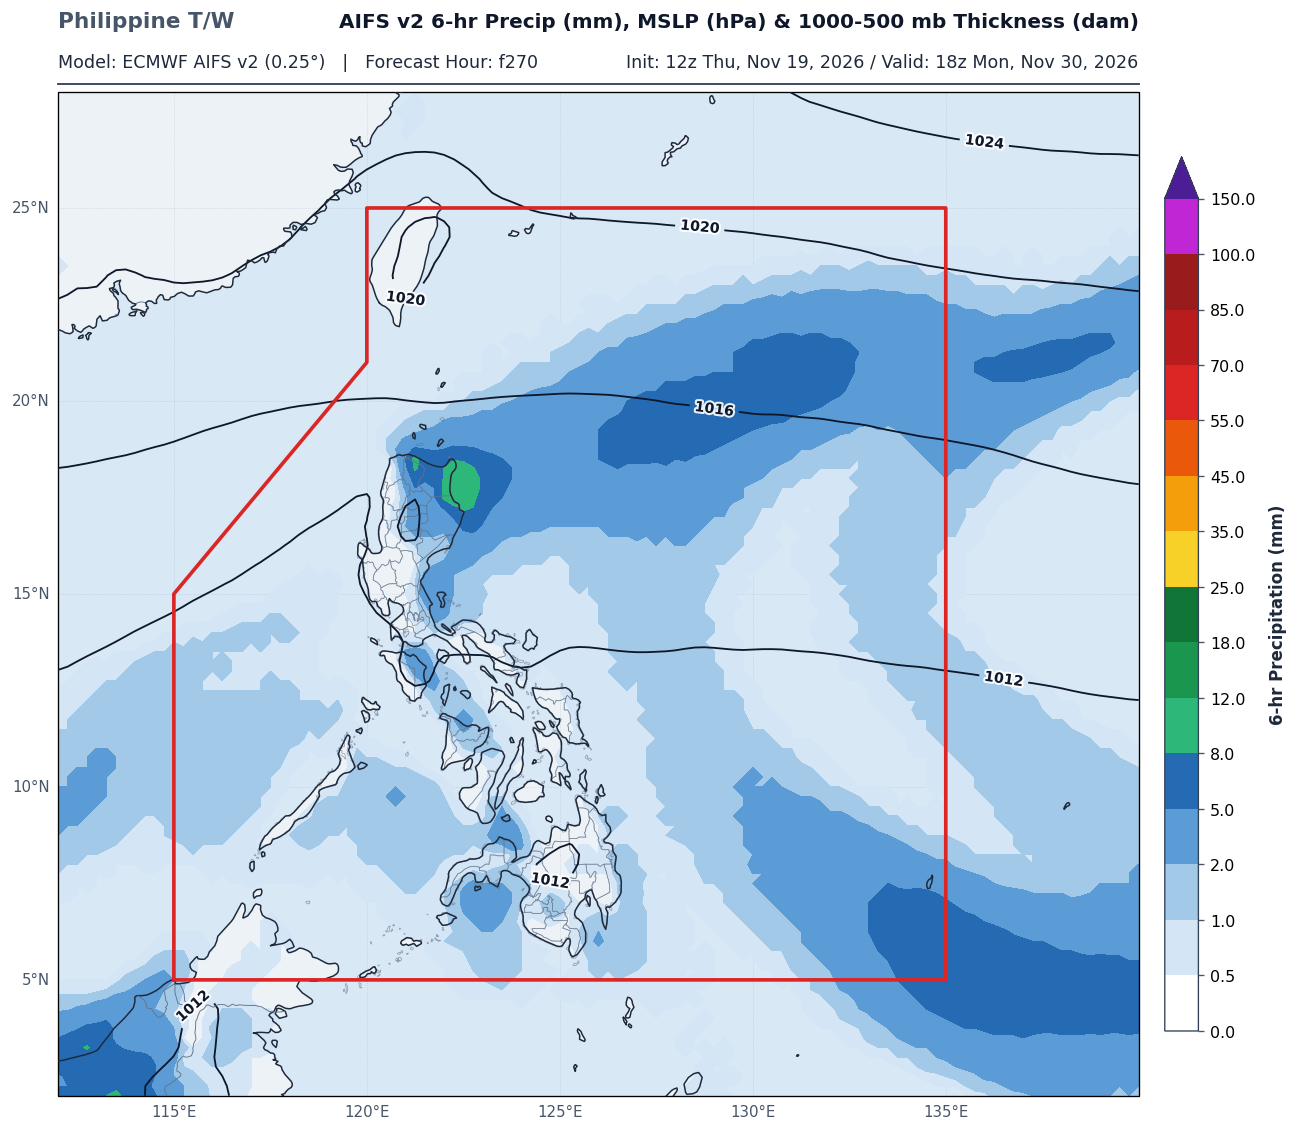 Philippine T/W
AIFS v2 6-hr Precip (mm), MSLP (hPa) & 1000-500 mb Thickness (dam)
Model: ECMWF AIFS v2 (0.25°)   |   Forecast Hour: f270
Init: 12z Thu, Nov 19, 2026 / Valid: 18z Mon, Nov 30, 2026
1024
25°N
1020
1020
20°N
1016
15°N
1012
10°N
1012
5°N
1012
115°E
120°E
125°E
130°E
135°E
150.0
100.0
85.0
70.0
55.0
45.0
35.0
25.0
18.0
12.0
8.0
5.0
2.0
1.0
0.5
0.0
6-hr Precipitation (mm)